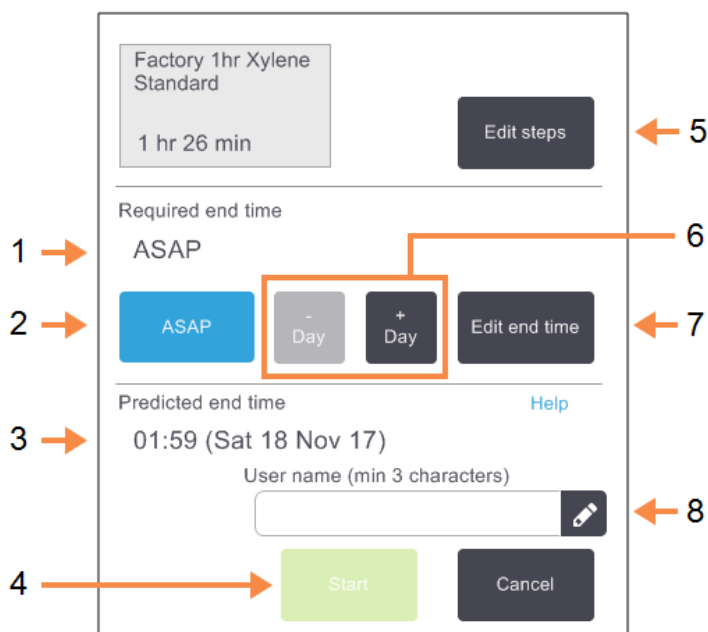 Factory 1hr Xylene
Standard
1 hr 26 min
Edit steps
5
Required end time
6
1
ASAP
2
ASAP
-
Day
+
Day
Edit end time
7
Predicted end time
Help
3
01:59 (Sat 18 Nov 17)
User name (min 3 characters)
8
4
Start
Cancel